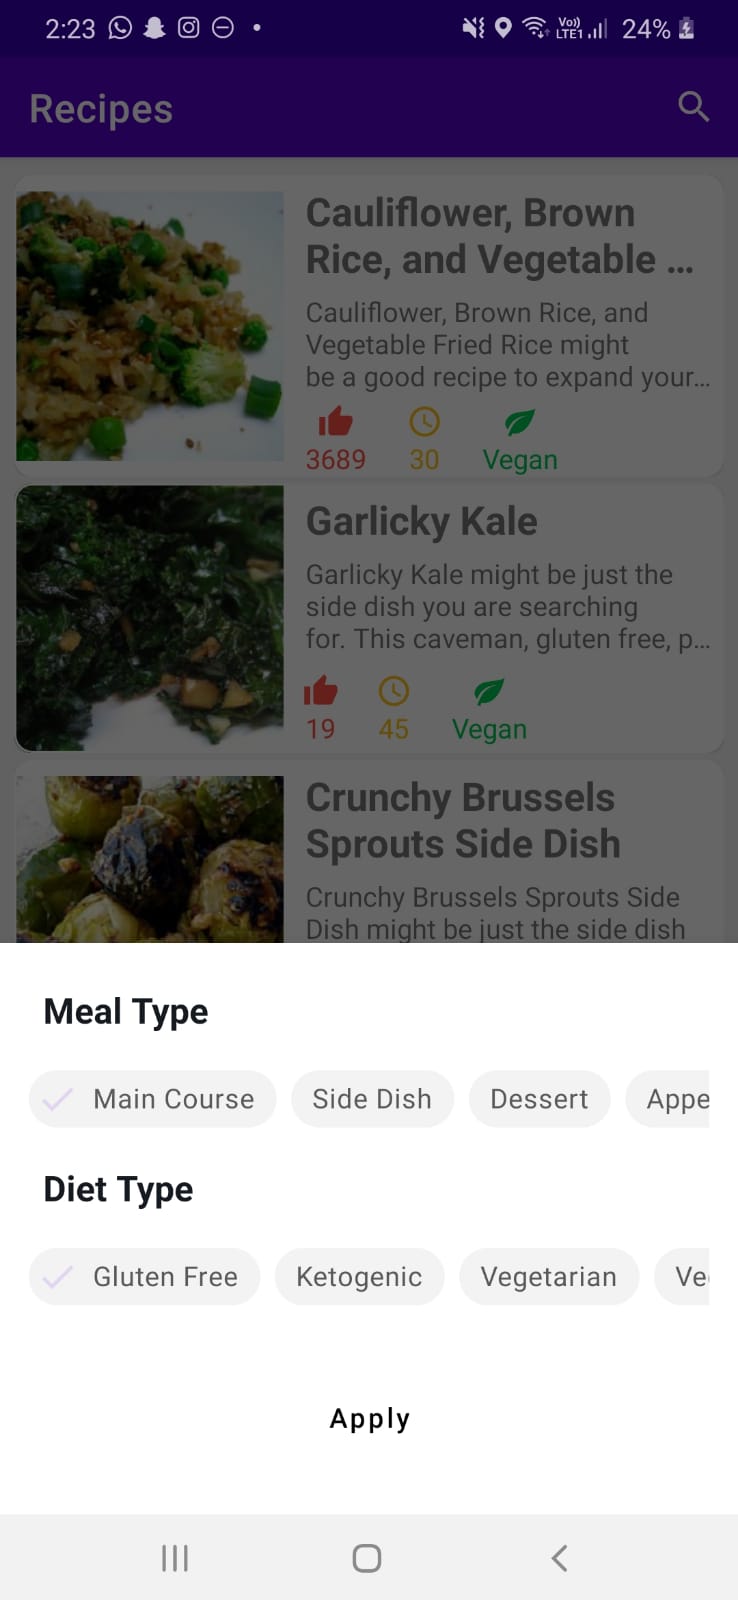 2:23
Vo)) LTE1 24%
Recipes
Cauliflower, Brown
Rice, and Vegetable ...
Cauliflower, Brown Rice, and
Vegetable Fried Rice might
be a good recipe to expand your...
3689 30 Vegan
Garlicky Kale
Garlicky Kale might be just the
side dish you are searching
for. This caveman, gluten free, p...
19 45 Vegan
Crunchy Brussels
Sprouts Side Dish
Crunchy Brussels Sprouts Side
Dish might be just the side dish
Meal Type
Main Course Side Dish Dessert Appe
Diet Type
Gluten Free Ketogenic Vegetarian Ve
Apply